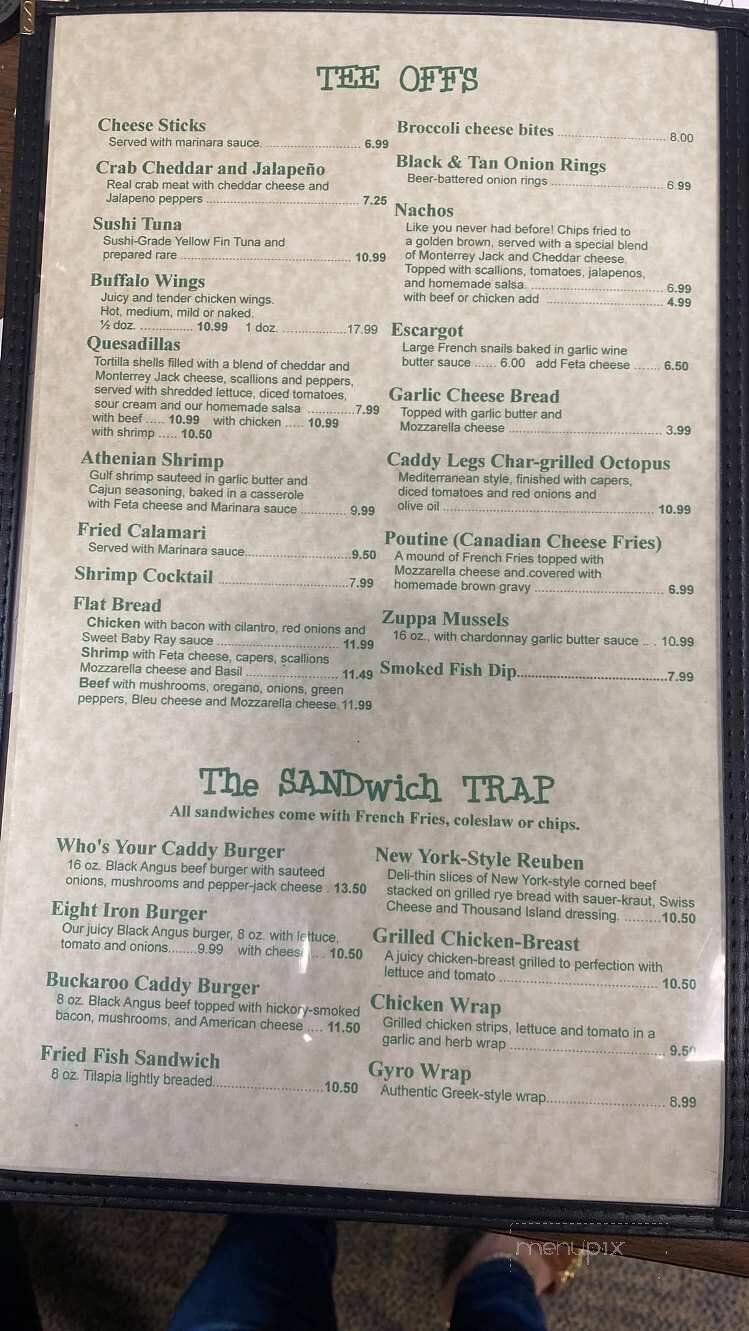 TEE OFFS
Cheese Sticks
Served with marinara sauce. ............................ 6.99
Crab Cheddar and Jalapeño
Real crab meat with cheddar cheese and
Jalapeno peppers ............................................ 7.25
Sushi Tuna
Sushi-Grade Yellow Fin Tuna and
prepared rare ................................................. 10.99
Buffalo Wings
Juicy and tender chicken wings.
Hot, medium, mild or naked.
½ doz. ............... 10.99 1 doz. ..................17.99
Quesadillas
Tortilla shells filled with a blend of cheddar and
Monterrey Jack cheese, scallions and peppers,
served with shredded lettuce, diced tomatoes,
sour cream and our homemade salsa .............7.99
with beef ..... 10.99 with chicken ..... 10.99
with shrimp ..... 10.50
Athenian Shrimp
Gulf shrimp sauteed in garlic butter and
Cajun seasoning, baked in a casserole
with Feta cheese and Marinara sauce ............. 9.99
Fried Calamari
Served with Marinara sauce.............................9.50
Shrimp Cocktail .....................................7.99
Flat Bread
Chicken with bacon with cilantro, red onions and
Sweet Baby Ray sauce ................................... 11.99
Shrimp with Feta cheese, capers, scallions
Mozzarella cheese and Basil .......................... 11.49
Beef with mushrooms, oregano, onions, green
peppers, Bleu cheese and Mozzarella cheese. 11.99
Broccoli cheese bites ............................... 8.00
Black & Tan Onion Rings
Beer-battered onion rings ................................ 6.99
Nachos
Like you never had before! Chips fried to
a golden brown, served with a special blend
of Monterrey Jack and Cheddar cheese.
Topped with scallions, tomatoes, jalapenos,
and homemade salsa. ...................................... 6.99
with beef or chicken add ................................. 4.99
Escargot
Large French snails baked in garlic wine
butter sauce...... 6.00 add Feta cheese ....... 6.50
Garlic Cheese Bread
Topped with garlic butter and
Mozzarella cheese ........................................... 3.99
Caddy Legs Char-grilled Octopus
Mediterranean style, finished with capers,
diced tomatoes and red onions and
olive oil .......................................................... 10.99
Poutine (Canadian Cheese Fries)
A mound of French Fries topped with
Mozzarella cheese and.covered with
homemade brown gravy .................................. 6.99
Zuppa Mussels
16 oz., with chardonnay garlic butter sauce .. . 10.99
Smoked Fish Dip..........................................7.99
The SANDwich TRAP
All sandwiches come with French Fries, coleslaw or chips.
Who's Your Caddy Burger
16 oz. Black Angus beef burger with sauteed
onions, mushrooms and pepper-jack cheese . 13.50
Eight Iron Burger
Our juicy Black Angus burger, 8 oz. with lettuce,
tomato and onions........9.99 with cheese ... 10.50
Buckaroo Caddy Burger
8 oz. Black Angus beef topped with hickory-smoked
bacon, mushrooms, and American cheese .... 11.50
Fried Fish Sandwich
8 oz. Tilapia lightly breaded................................10.50
New York-Style Reuben
Deli-thin slices of New York-style corned beef
stacked on grilled rye bread with sauer-kraut, Swiss
Cheese and Thousand Island dressing. ..........10.50
Grilled Chicken-Breast
A juicy chicken-breast grilled to perfection with
lettuce and tomato ............................................ 10.50
Chicken Wrap
Grilled chicken strips, lettuce and tomato in a
garlic and herb wrap ......................................... 9.50
Gyro Wrap
Authentic Greek-style wrap................................ 8.99
menupix